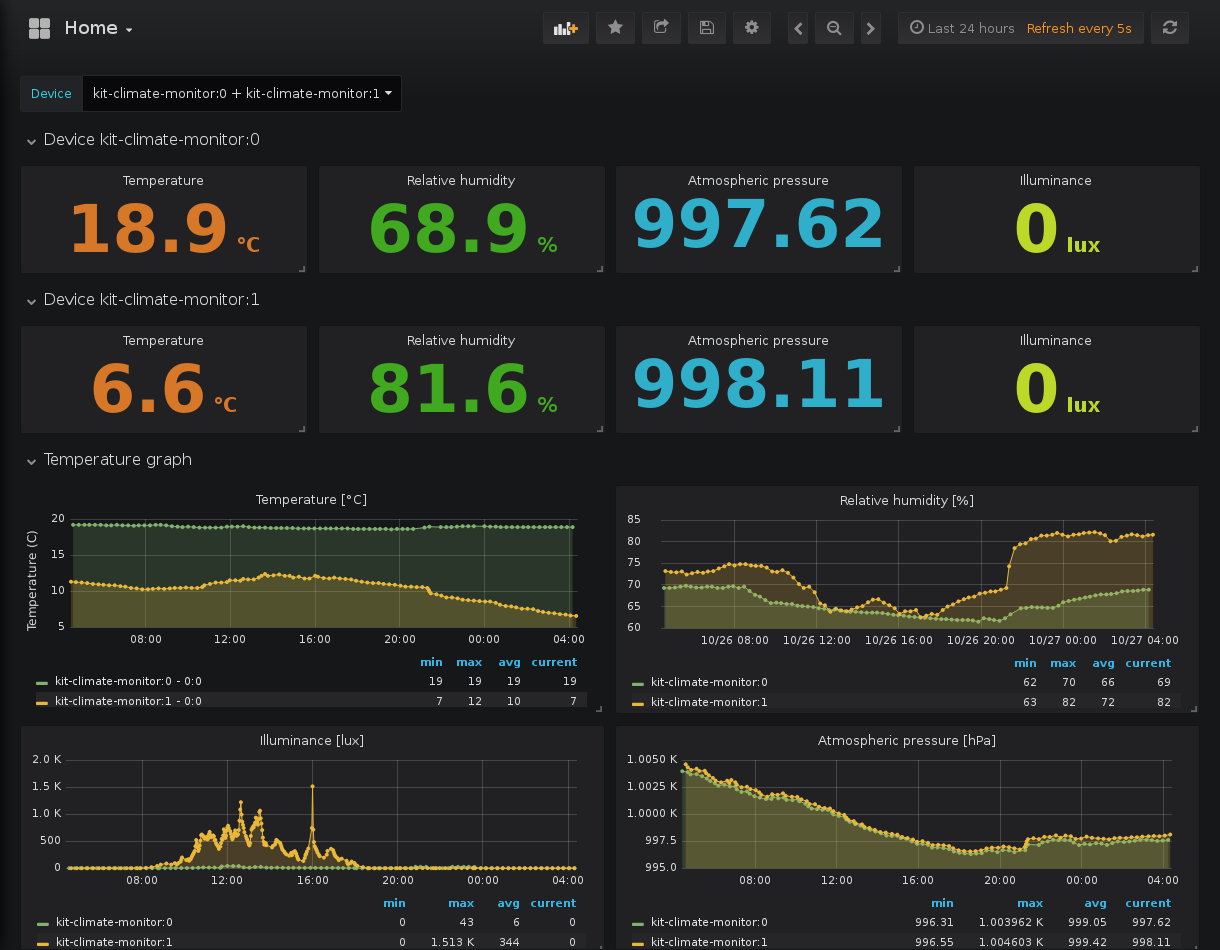 Home
Last 24 hours Refresh every 5s
Device kit-climate-monitor:0 + kit-climate-monitor:1
Device kit-climate-monitor:0
Temperature Relative humidity Atmospheric pressure Illuminance
18.9 °C 68.9 % 997.62 0 lux
Device kit-climate-monitor:1
Temperature Relative humidity Atmospheric pressure Illuminance
6.6 °C 81.6 % 998.11 0 lux
Temperature graph
Temperature [°C]
Temperature (C)
20
15
10
5
08:00 12:00 16:00 20:00 00:00 04:00
min max avg current
kit-climate-monitor:0 - 0:0 19 19 19 19
kit-climate-monitor:1 - 0:0 7 12 10 7
Relative humidity [%]
85
80
75
70
65
60
10/26 08:00 10/26 12:00 10/26 16:00 10/26 20:00 10/27 00:00 10/27 04:00
min max avg current
kit-climate-monitor:0 62 70 66 69
kit-climate-monitor:1 63 82 72 82
Illuminance [lux]
2.0 K
1.5 K
1.0 K
500
0
08:00 12:00 16:00 20:00 00:00 04:00
min max avg current
kit-climate-monitor:0 0 43 6 0
kit-climate-monitor:1 0 1.513 K 344 0
Atmospheric pressure [hPa]
1.0050 K
1.0025 K
1.0000 K
997.5
995.0
08:00 12:00 16:00 20:00 00:00 04:00
min max avg current
kit-climate-monitor:0 996.31 1.003962 K 999.05 997.62
kit-climate-monitor:1 996.55 1.004603 K 999.42 998.11